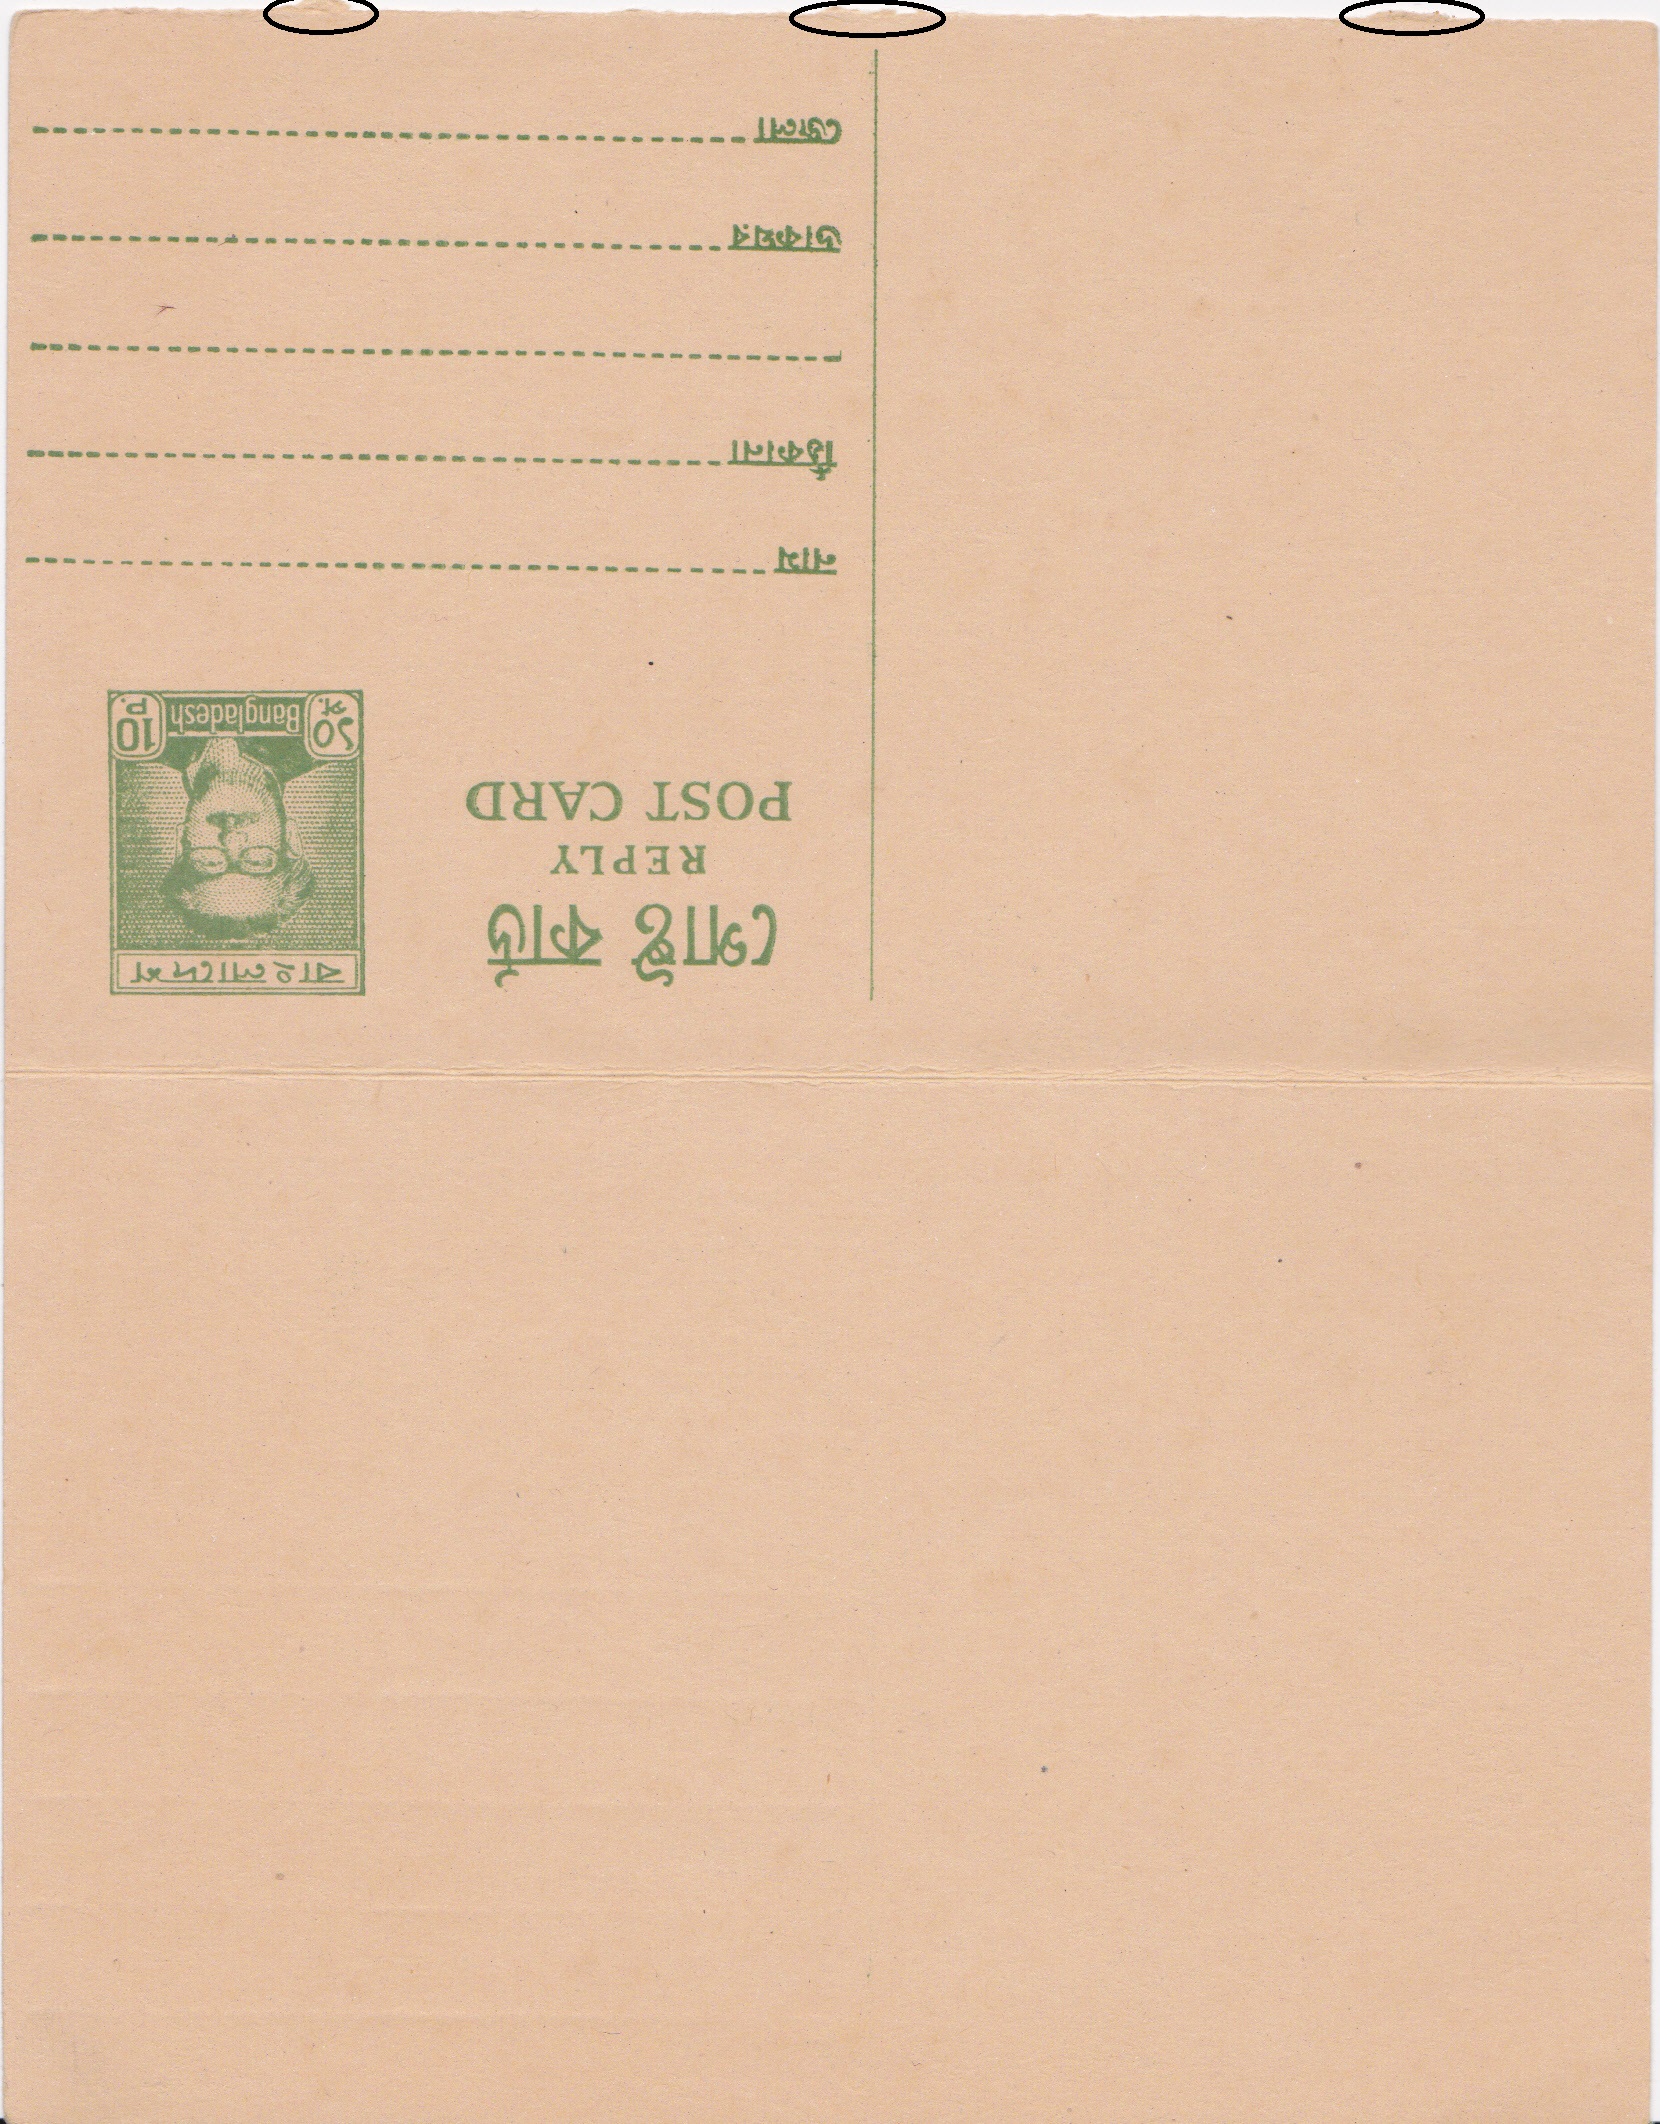 পোষ্ট কার্ড
REPLY
POST CARD
বাংলাদেশ
১০ প. Bangladesh 10 P.
নাম
ঠিকানা
ডাকঘর
জেলা